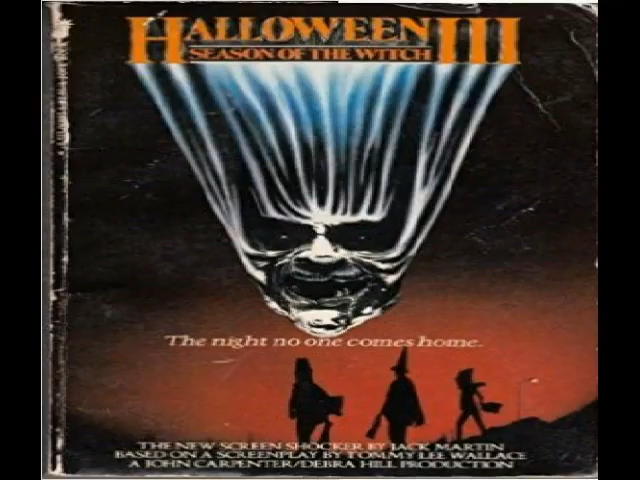 HALLOWEEN III
SEASON OF THE WITCH
The night no one comes home.
THE NEW SCREEN SHOCKER BY JACK MARTIN
BASED ON A SCREENPLAY BY TOMMY LEE WALLACE
A JOHN CARPENTER/DEBRA HILL PRODUCTION